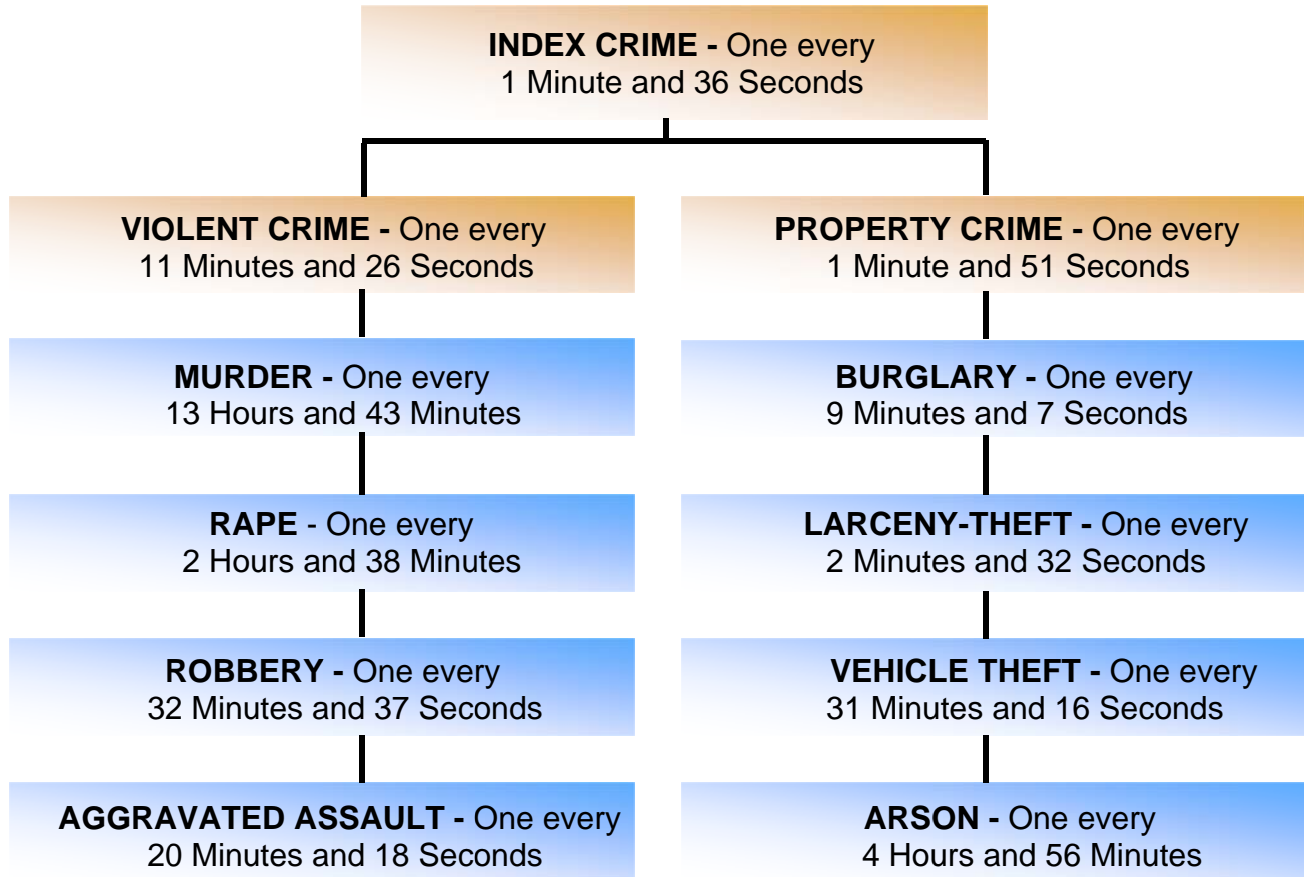 INDEX CRIME - One every
1 Minute and 36 Seconds
VIOLENT CRIME - One every
11 Minutes and 26 Seconds
MURDER - One every
13 Hours and 43 Minutes
RAPE - One every
2 Hours and 38 Minutes
ROBBERY - One every
32 Minutes and 37 Seconds
AGGRAVATED ASSAULT - One every
20 Minutes and 18 Seconds
PROPERTY CRIME - One every
1 Minute and 51 Seconds
BURGLARY - One every
9 Minutes and 7 Seconds
LARCENY-THEFT - One every
2 Minutes and 32 Seconds
VEHICLE THEFT - One every
31 Minutes and 16 Seconds
ARSON - One every
4 Hours and 56 Minutes